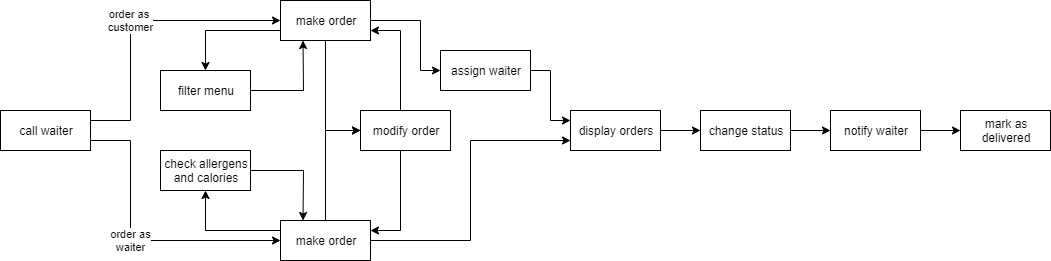 order as
customer
make order
assign waiter
filter menu
call waiter
modify order
display orders
change status
notify waiter
mark as
delivered
check allergens
and calories
order as
waiter
make order